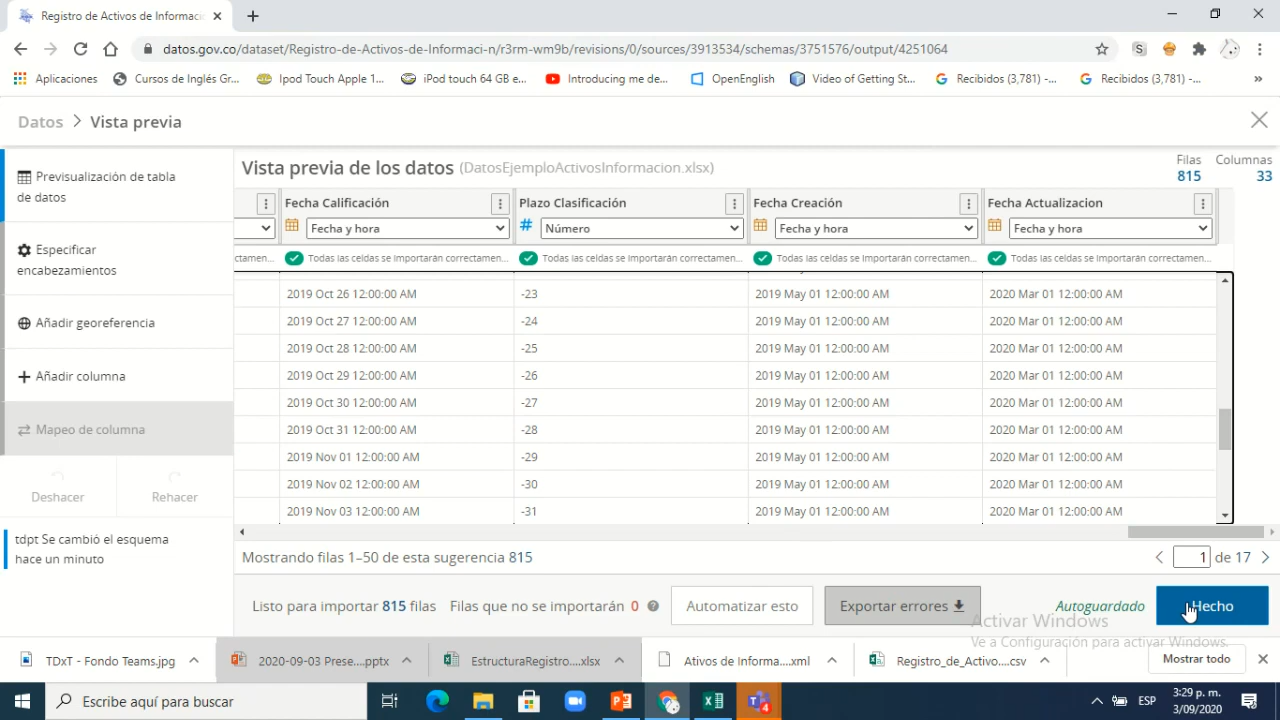 Registro de Activos de Informaci
datos.gov.co/dataset/Registro-de-Activos-de-Informaci-n/r3rm-wm9b/revisions/0/sources/3913534/schemas/3751576/output/4251064
Aplicaciones Cursos de Inglés Gr... Ipod Touch Apple 1... iPod touch 64 GB e... Introducing me de... OpenEnglish Video of Getting St... Recibidos (3,781) -... Recibidos (3,781) -... »
Datos > Vista previa
Previsualización de tabla
de datos
Especificar
encabezamientos
Añadir georeferencia
Añadir columna
Mapeo de columna
Deshacer Rehacer
tdpt Se cambió el esquema
hace un minuto
Vista previa de los datos (DatosEjemploActivosInformacion.xlsx)
Filas Columnas
815 33
Fecha Calificación Plazo Clasificación Fecha Creación Fecha Actualizacion
Fecha y hora # Número Fecha y hora Fecha y hora
ctamen... Todas las celdas se importarán correctamen... Todas las celdas se importarán correctamen... Todas las celdas se importarán correctamen... Todas las celdas se importarán correctamen...
2019 Oct 26 12:00:00 AM -23 2019 May 01 12:00:00 AM 2020 Mar 01 12:00:00 AM
2019 Oct 27 12:00:00 AM -24 2019 May 01 12:00:00 AM 2020 Mar 01 12:00:00 AM
2019 Oct 28 12:00:00 AM -25 2019 May 01 12:00:00 AM 2020 Mar 01 12:00:00 AM
2019 Oct 29 12:00:00 AM -26 2019 May 01 12:00:00 AM 2020 Mar 01 12:00:00 AM
2019 Oct 30 12:00:00 AM -27 2019 May 01 12:00:00 AM 2020 Mar 01 12:00:00 AM
2019 Oct 31 12:00:00 AM -28 2019 May 01 12:00:00 AM 2020 Mar 01 12:00:00 AM
2019 Nov 01 12:00:00 AM -29 2019 May 01 12:00:00 AM 2020 Mar 01 12:00:00 AM
2019 Nov 02 12:00:00 AM -30 2019 May 01 12:00:00 AM 2020 Mar 01 12:00:00 AM
2019 Nov 03 12:00:00 AM -31 2019 May 01 12:00:00 AM 2020 Mar 01 12:00:00 AM
Mostrando filas 1–50 de esta sugerencia 815
1 de 17
Listo para importar 815 filas Filas que no se importarán 0 Automatizar esto Exportar errores Autoguardado Hecho
Activar Windows
Ve a Configuración para activar Windows.
TDxT - Fondo Teams.jpg 2020-09-03 Prese....pptx EstructuraRegistro....xlsx Ativos de Informa....xml Registro_de_Activo....csv Mostrar todo
Escribe aquí para buscar
4
ESP
3:29 p. m.
3/09/2020